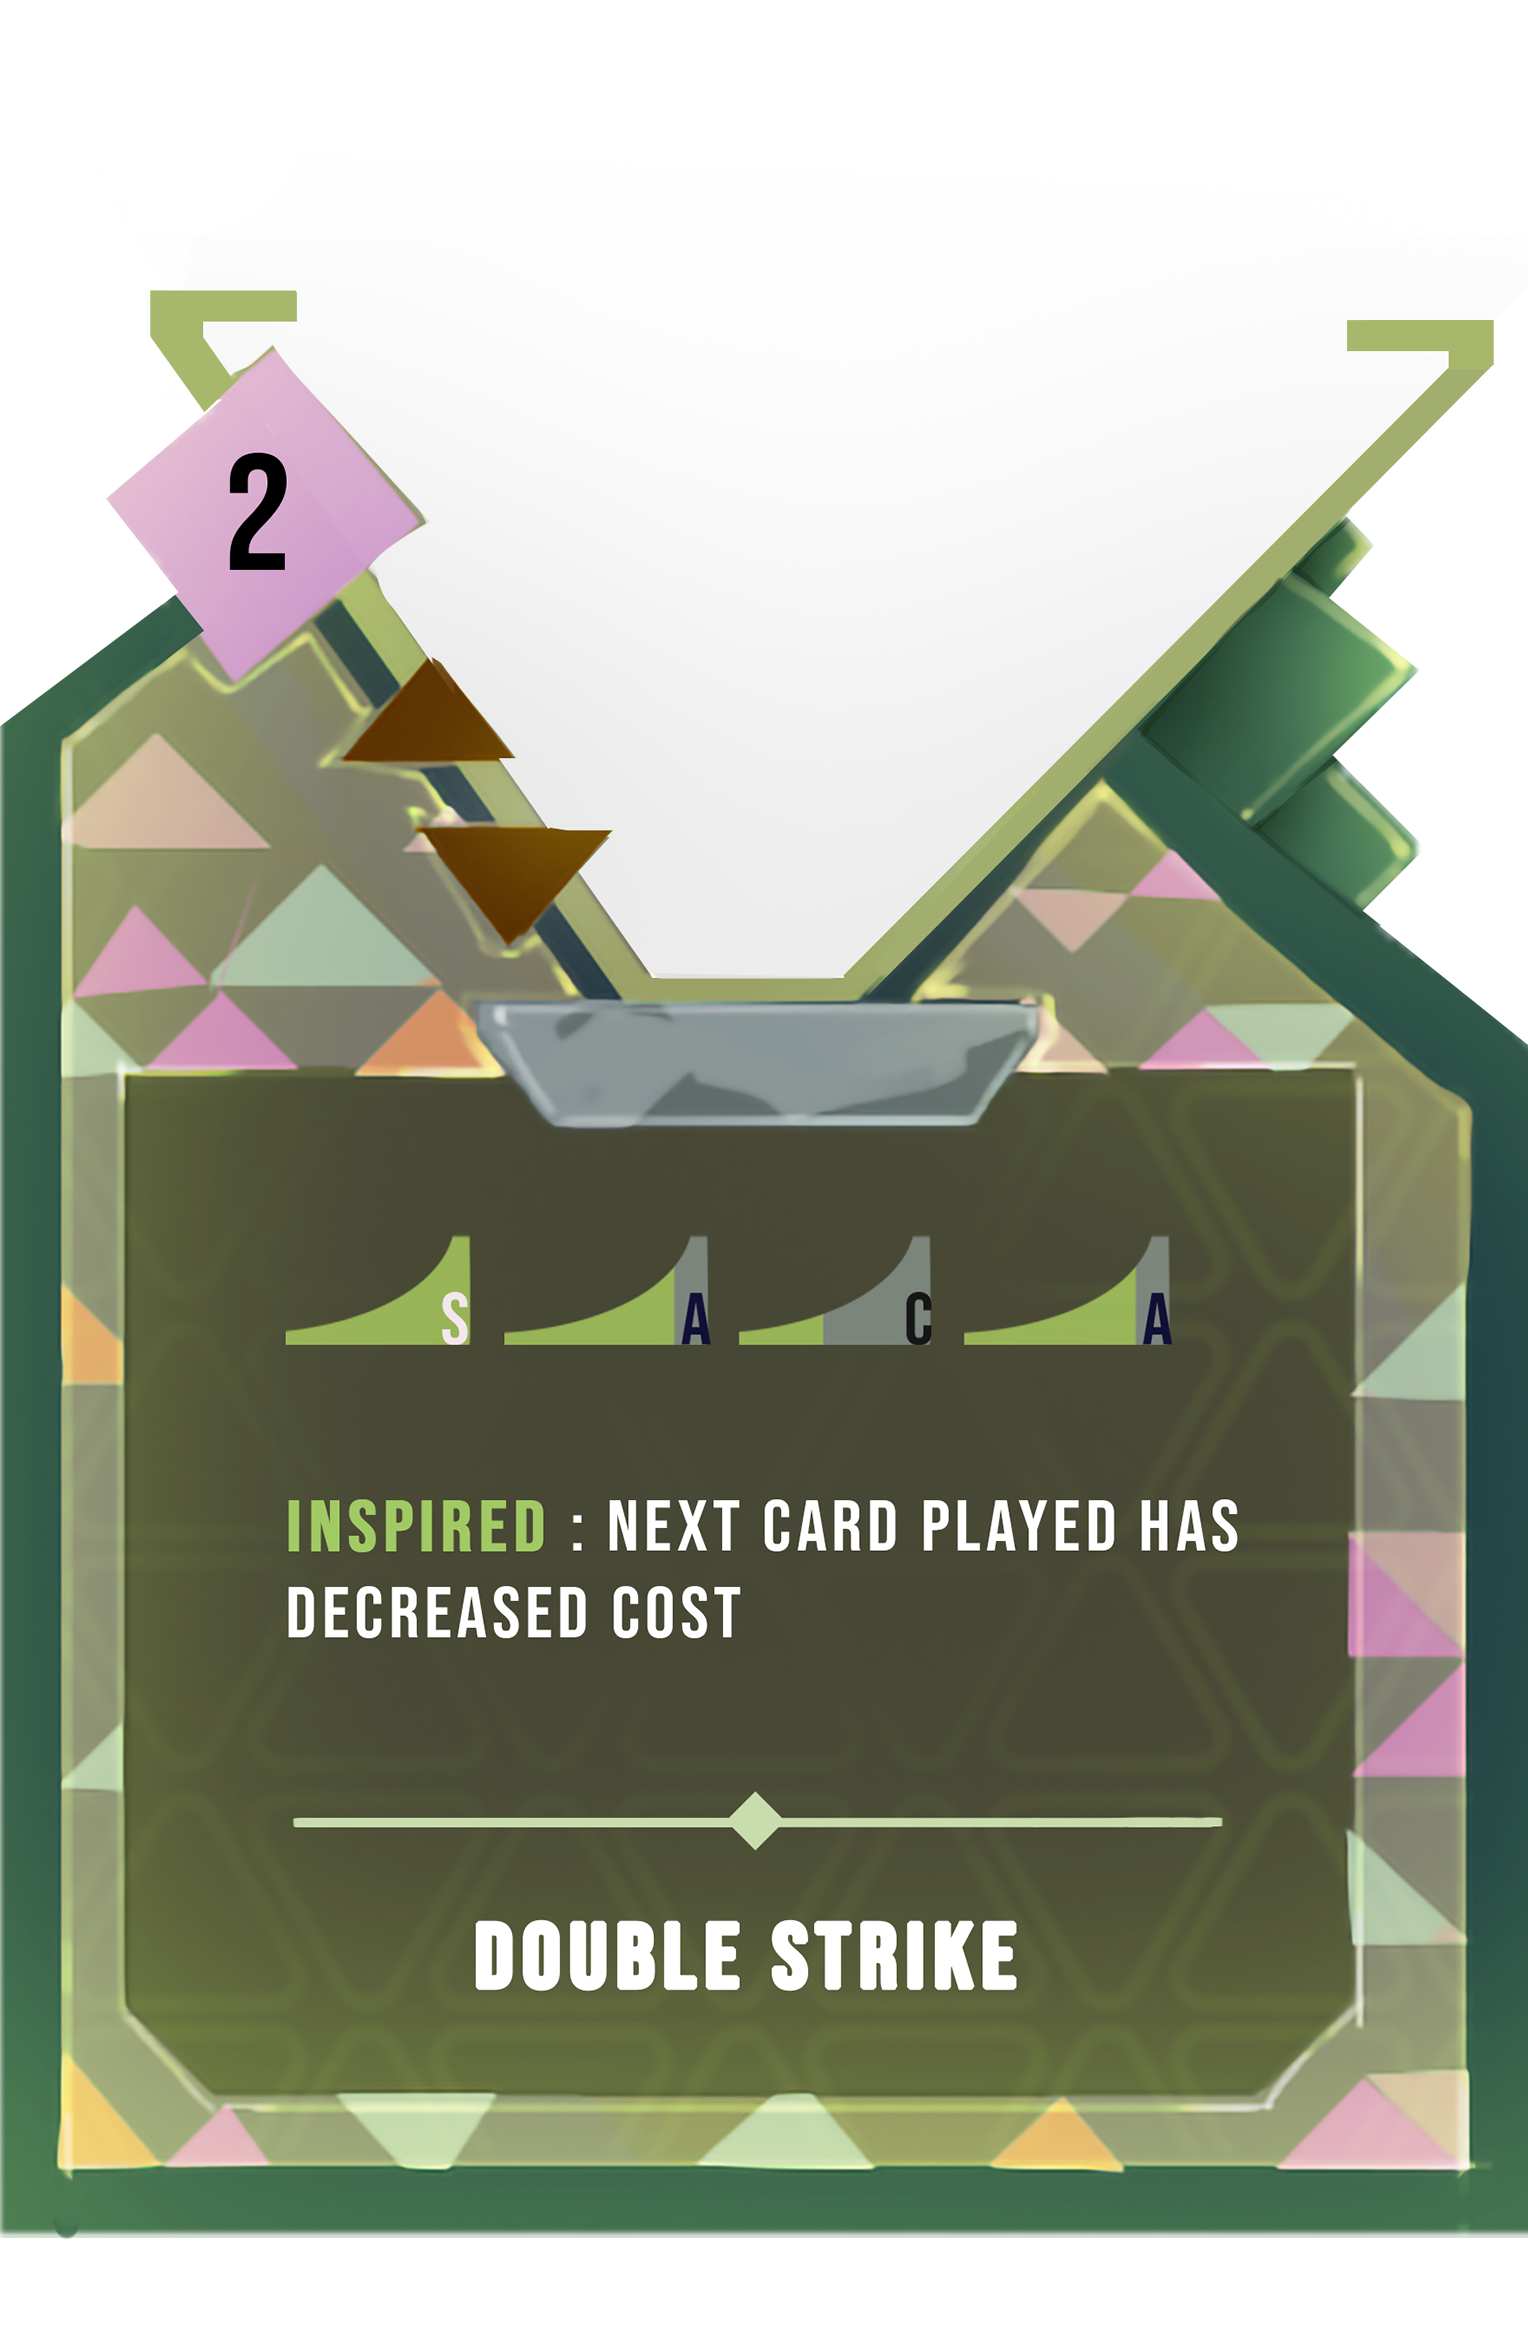 2
S A C A
INSPIRED : NEXT CARD PLAYED HAS
DECREASED COST
DOUBLE STRIKE